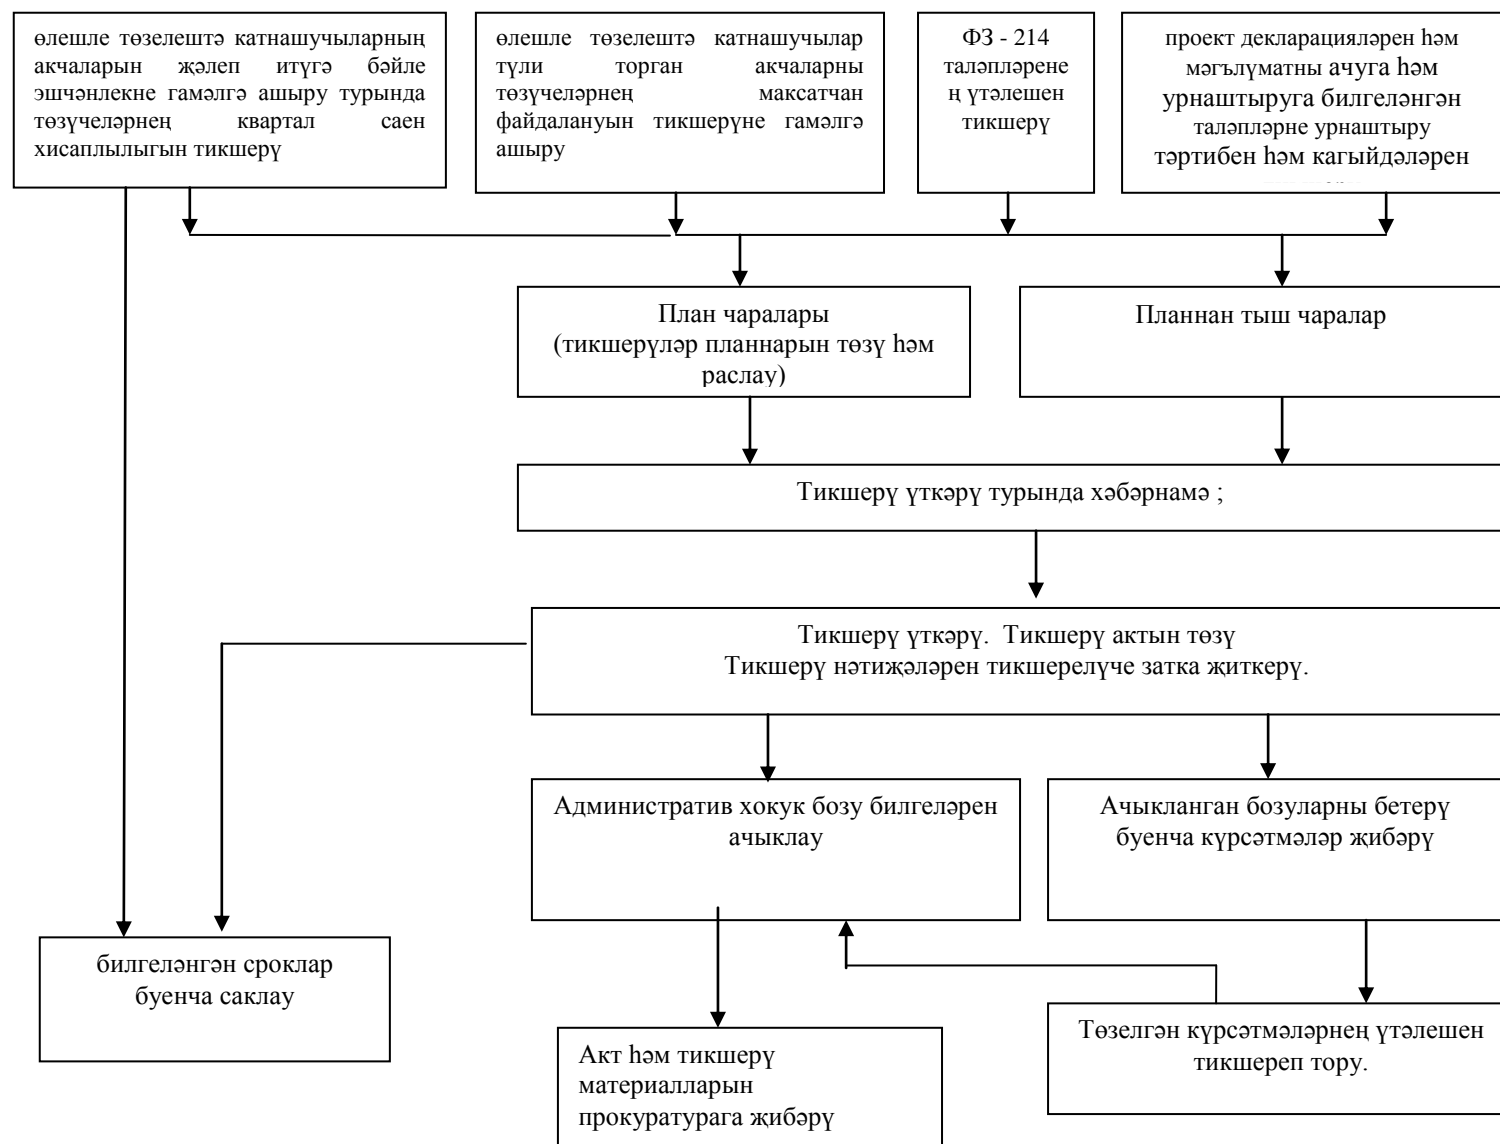 өлешле төзелештә катнашучыларның
акчаларын җәлеп итүгә бәйле
эшчәнлекне гамәлгә ашыру турында
төзүчеләрнең квартал саен
хисаплылыгын тикшерү
өлешле төзелештә катнашучылар
түли торган акчаларны
төзүчеләрнең максатчан
файдалануын тикшерүне гамәлгә
ашыру
ФЗ - 214
таләпләрене
ң үтәлешен
тикшерү
проект декларацияләрен һәм
мәгълүматны ачуга һәм
урнаштыруга билгеләнгән
таләпләрне урнаштыру
тәртибен һәм кагыйдәләрен
План чаралары
(тикшерүләр планнарын төзү һәм
раслау)
Планнан тыш чаралар
Тикшерү үткәрү турында хәбәрнамә ;
Тикшерү үткәрү. Тикшерү актын төзү
Тикшерү нәтиҗәләрен тикшерелүче затка җиткерү.
Административ хокук бозу билгеләрен
ачыклау
Ачыкланган бозуларны бетерү
буенча күрсәтмәләр җибәрү
билгеләнгән сроклар
буенча саклау
Төзелгән күрсәтмәләрнең үтәлешен
тикшереп тору.
Акт һәм тикшерү
материалларын
прокуратурага җибәрү